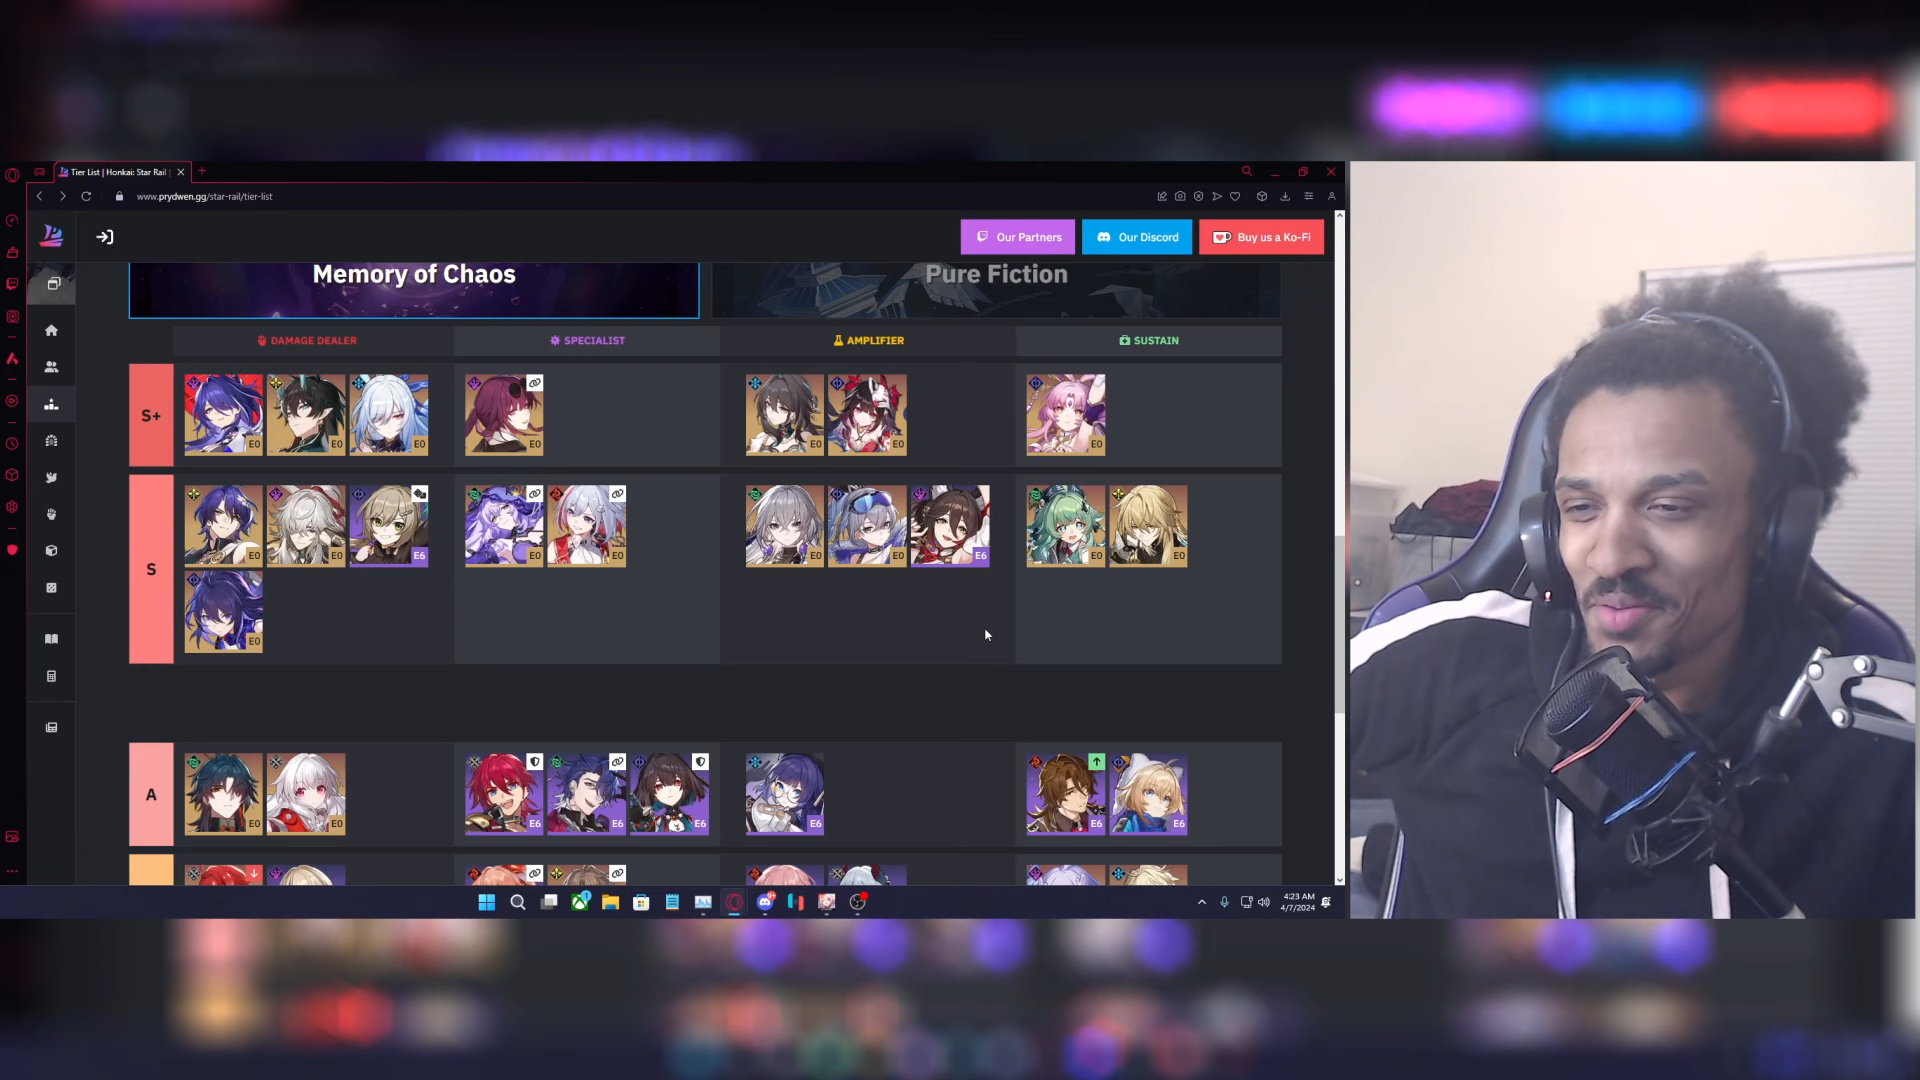 Tier List | Honkai: Star Rail |
www.prydwen.gg/star-rail/tier-list
Our Partners
Our Discord
Buy us a Ko-Fi
Memory of Chaos
Pure Fiction
DAMAGE DEALER
SPECIALIST
AMPLIFIER
SUSTAIN
S+
E0 E0 E0 E0 E0 E0 E0
S
E0 E0 E6 E0 E0 E0 E0 E6 E0 E0
E0
A
E0 E0 E6 E6 E6 E6 E6 E6
4:23 AM
4/7/2024